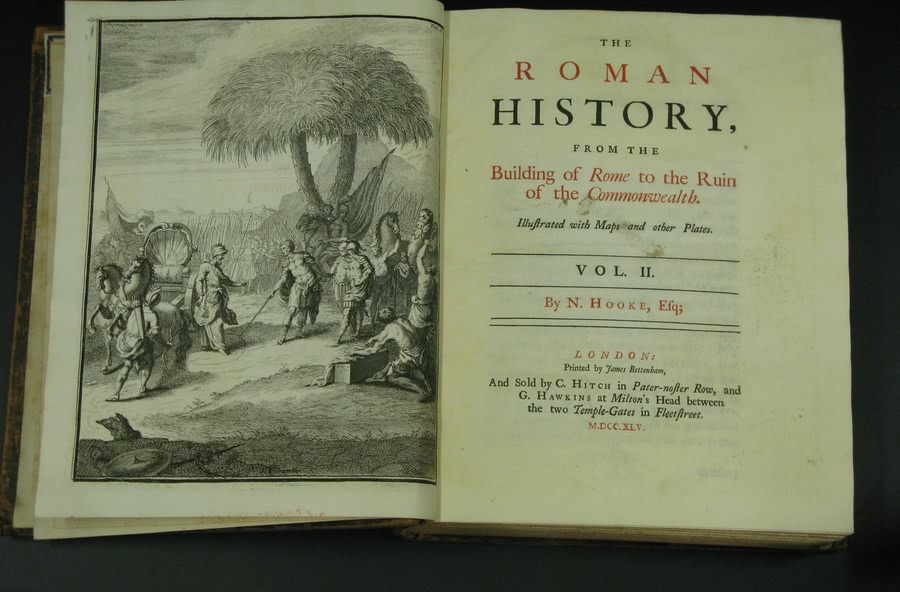 Frontispiece
THE
ROMAN
HISTORY,
FROM THE
Building of Rome to the Ruin
of the Commonwealth.
Illuſtrated with Maps and other Plates.
VOL. II.
By N. HOOKE, Eſq;
LONDON:
Printed by James Bettenham,
And Sold by C. HITCH in Pater-noſter Row, and
G. HAWKINS at Milton's Head between
the two Temple-Gates in Fleetſtreet.
M.DCC.XLV.